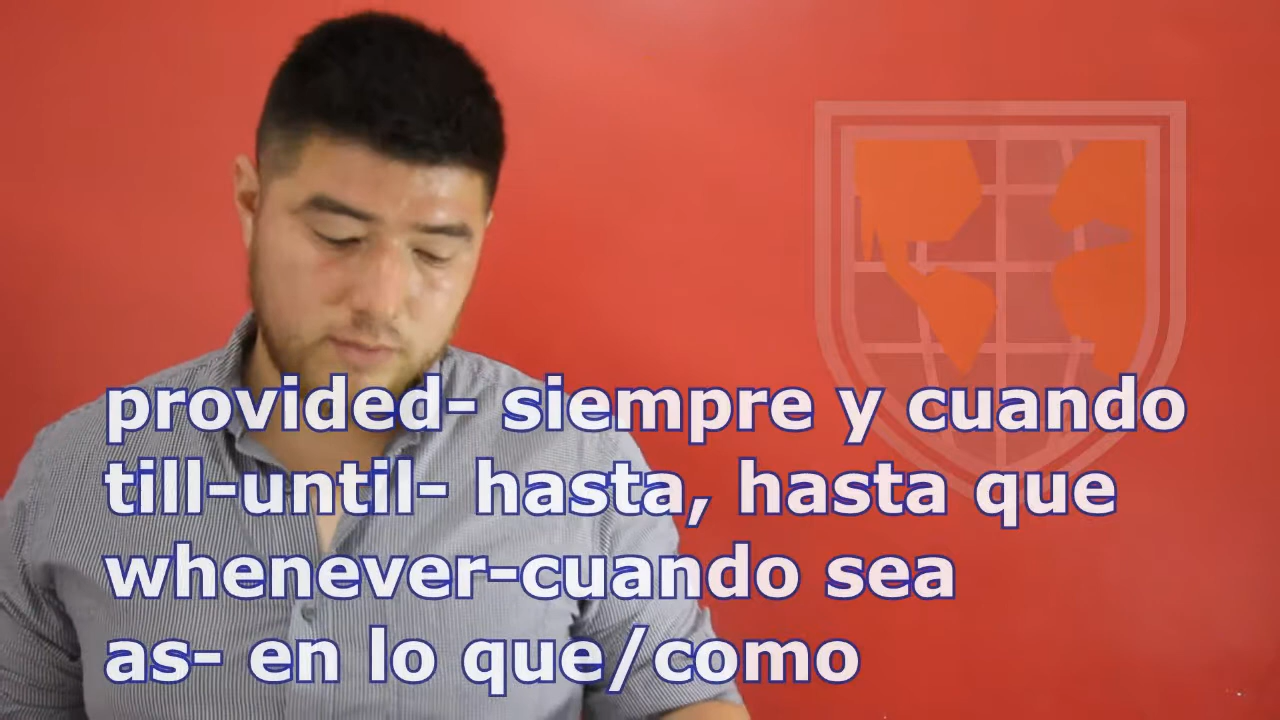 provided- siempre y cuando
till-until- hasta, hasta que
whenever-cuando sea
as- en lo que/como